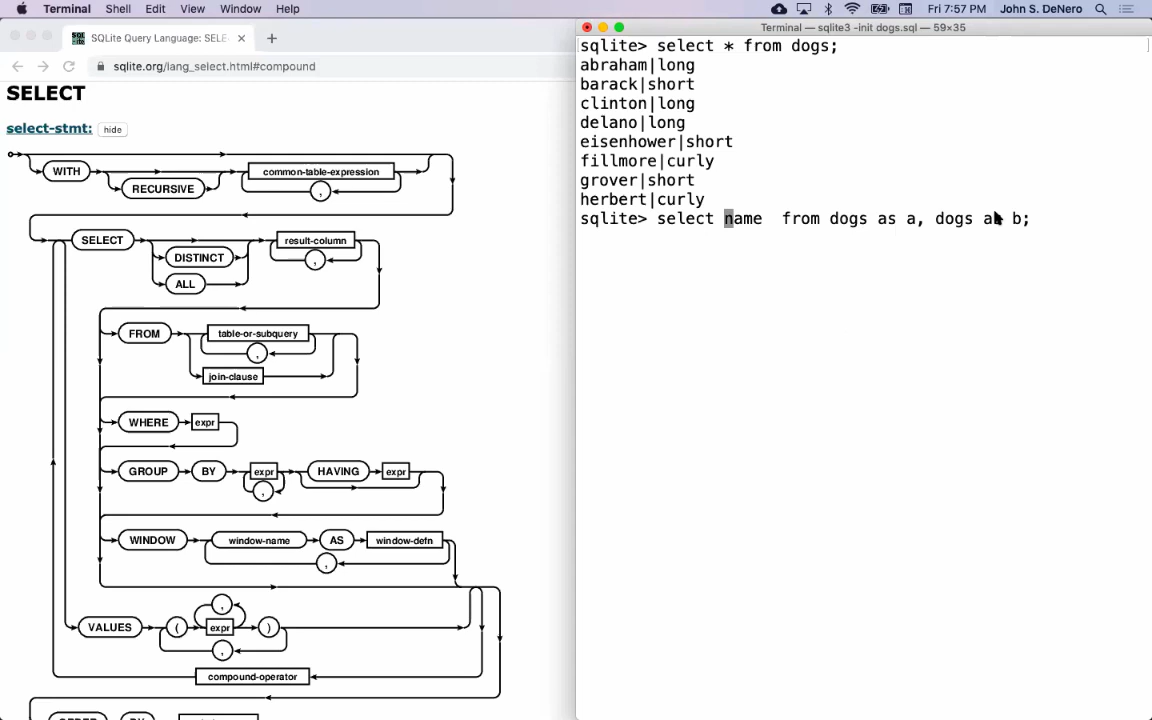 Terminal Shell Edit View Window Help Fri 7:57 PM John S. DeNero
SQLite Query Language: SELE
sqlite.org/lang_select.html#compound
SELECT
select-stmt: hide
WITH
RECURSIVE
common-table-expression
,
SELECT
DISTINCT
ALL
result-column
,
FROM
table-or-subquery
,
join-clause
WHERE expr
GROUP BY expr HAVING expr
,
WINDOW window-name AS window-defn
,
,
VALUES ( expr )
,
compound-operator
Terminal — sqlite3 -init dogs.sql — 59×35
sqlite> select * from dogs;
abraham|long
barack|short
clinton|long
delano|long
eisenhower|short
fillmore|curly
grover|short
herbert|curly
sqlite> select name  from dogs as a, dogs as b;